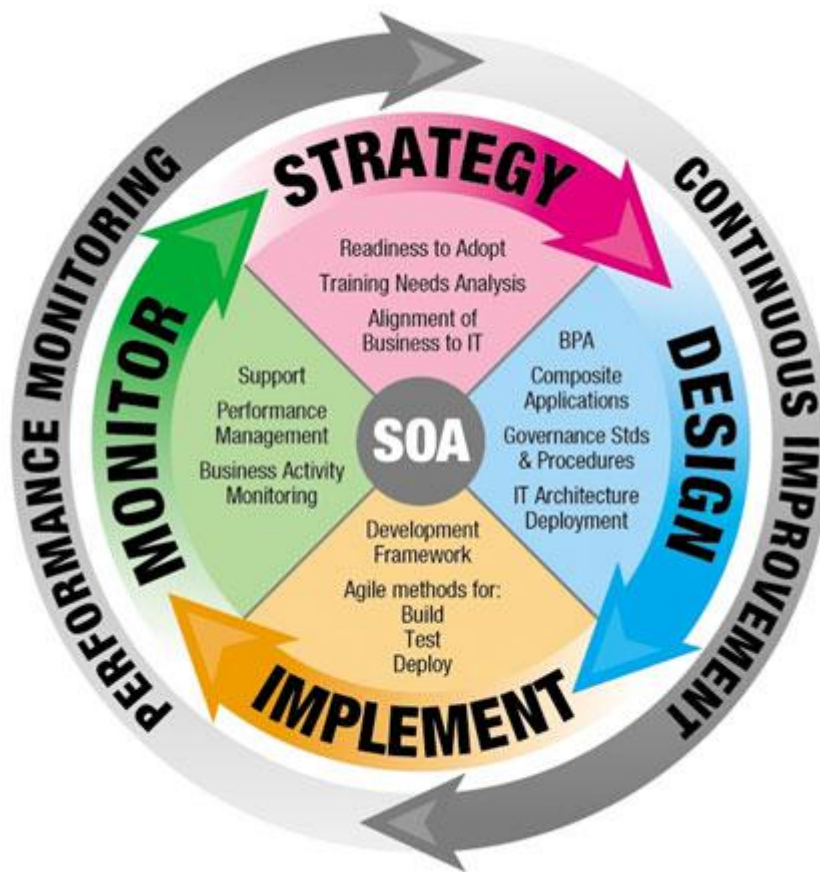 PERFORMANCE MONITORING
CONTINUOUS IMPROVEMENT
STRATEGY
Readiness to Adopt
Training Needs Analysis
Alignment of
Business to IT
DESIGN
BPA
Composite
Applications
Governance Stds
& Procedures
IT Architecture
Deployment
IMPLEMENT
Development
Framework
Agile methods for:
Build
Test
Deploy
MONITOR
Support
Performance
Management
Business Activity
Monitoring
SOA